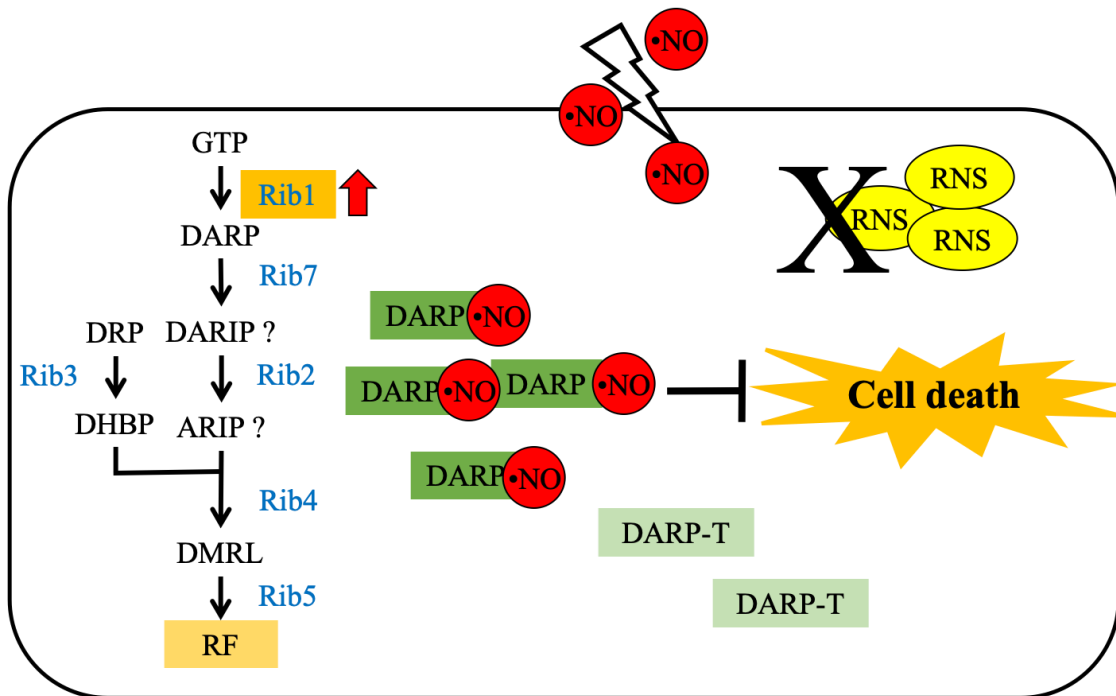 •NO
•NO
•NO
GTP
Rib1
DARP
Rib7
DRP
DARIP ?
Rib3
Rib2
DHBP
ARIP ?
Rib4
DMRL
Rib5
RF
X
RNS
RNS
RNS
DARP
•NO
DARP
•NO
DARP
•NO
DARP
•NO
Cell death
DARP-T
DARP-T